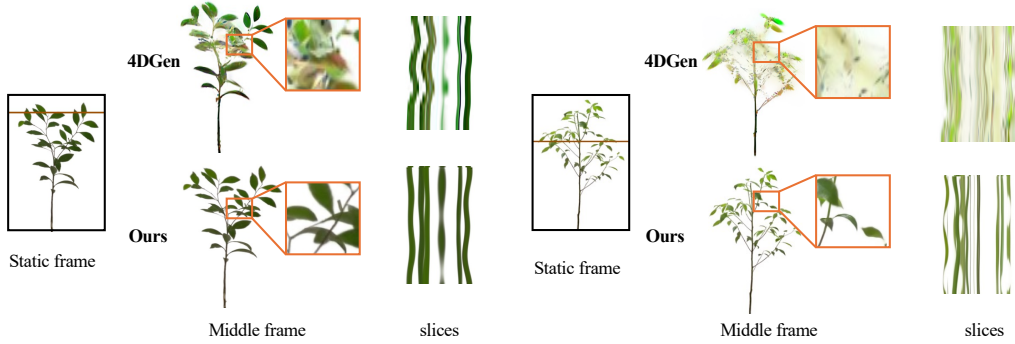 4DGen
Ours
Static frame
Middle frame
slices
4DGen
Ours
Static frame
Middle frame
slices